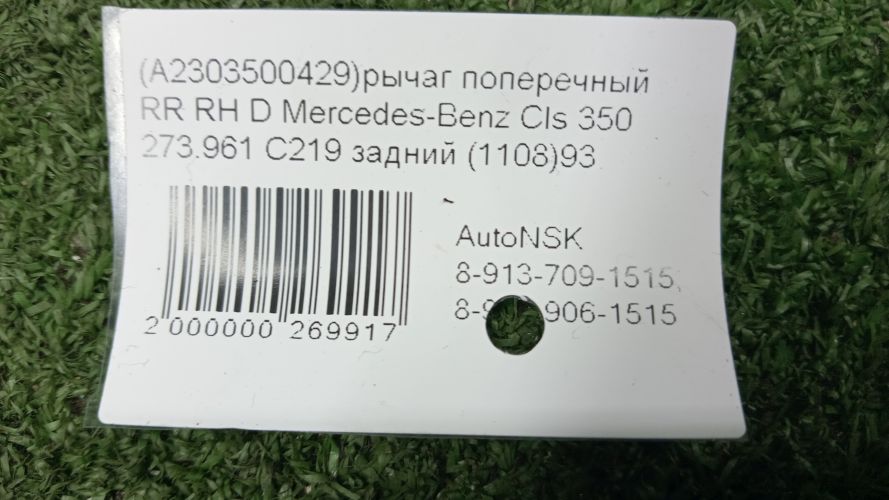 (A2303500429)рычаг поперечный
RR RH D Mercedes-Benz Cls 350
273.961 C219 задний (1108)93
AutoNSK
8-913-709-1515,
906-1515
2 000000 269917